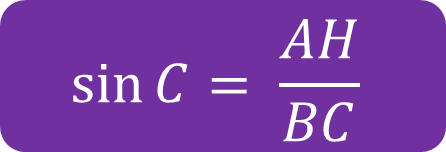 sin C = AH/BC